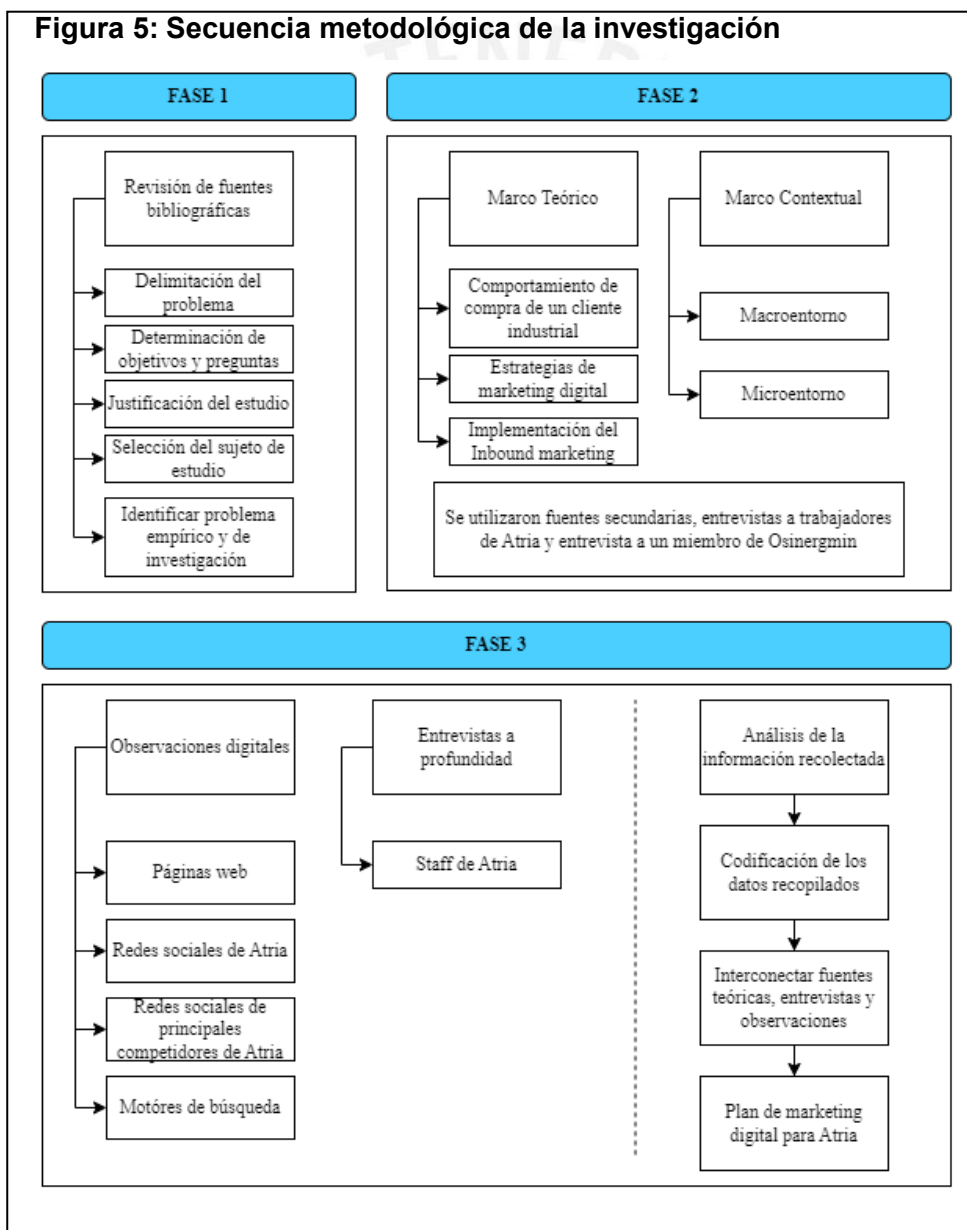 Figura 5: Secuencia metodológica de la investigación
TENEB
FASE 1
Revisión de fuentes
bibliográficas
Delimitación del
problema
Determinación de
objetivos y preguntas
Justificación del estudio
Selección del sujeto de
estudio
Identificar problema
empírico y de
investigación
FASE 2
Marco Teórico
Comportamiento de
compra de un cliente
industrial
Estrategias de
marketing digital
Implementación del
Inbound marketing
Marco Contextual
Macroentorno
Microentorno
Se utilizaron fuentes secundarias, entrevistas a trabajadores
de Atria y entrevista a un miembro de Osinergmin
FASE 3
Observaciones digitales
Páginas web
Redes sociales de Atria
Redes sociales de
principales
competidores de Atria
Motóres de búsqueda
Entrevistas a
profundidad
Staff de Atria
Análisis de la
información recolectada
Codificación de los
datos recopilados
Interconectar fuentes
teóricas, entrevistas y
observaciones
Plan de marketing
digital para Atria